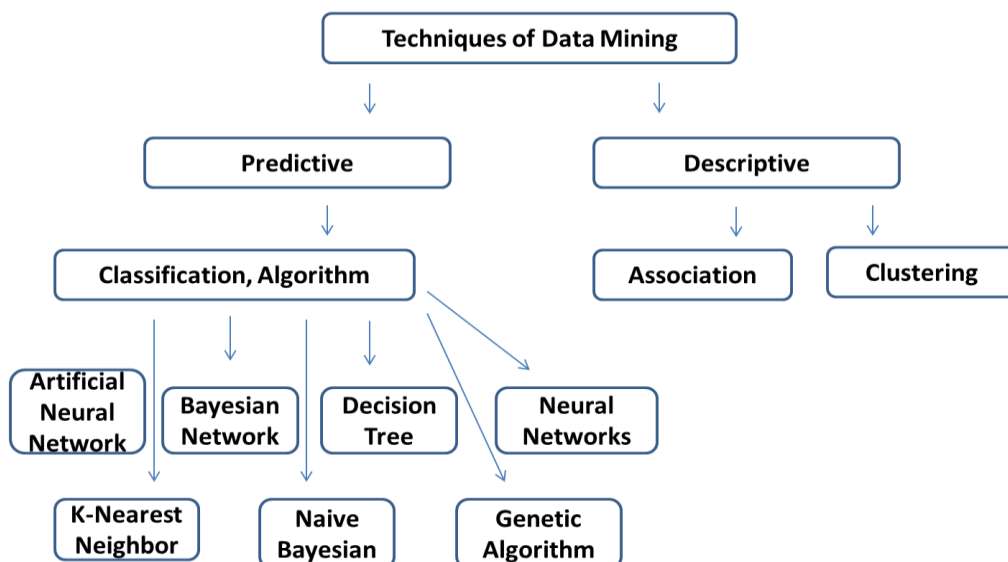 Techniques of Data Mining
Predictive
Descriptive
Classification, Algorithm
Association
Clustering
Artificial
Neural
Network
Bayesian
Network
Decision
Tree
Neural
Networks
K-Nearest
Neighbor
Naive
Bayesian
Genetic
Algorithm